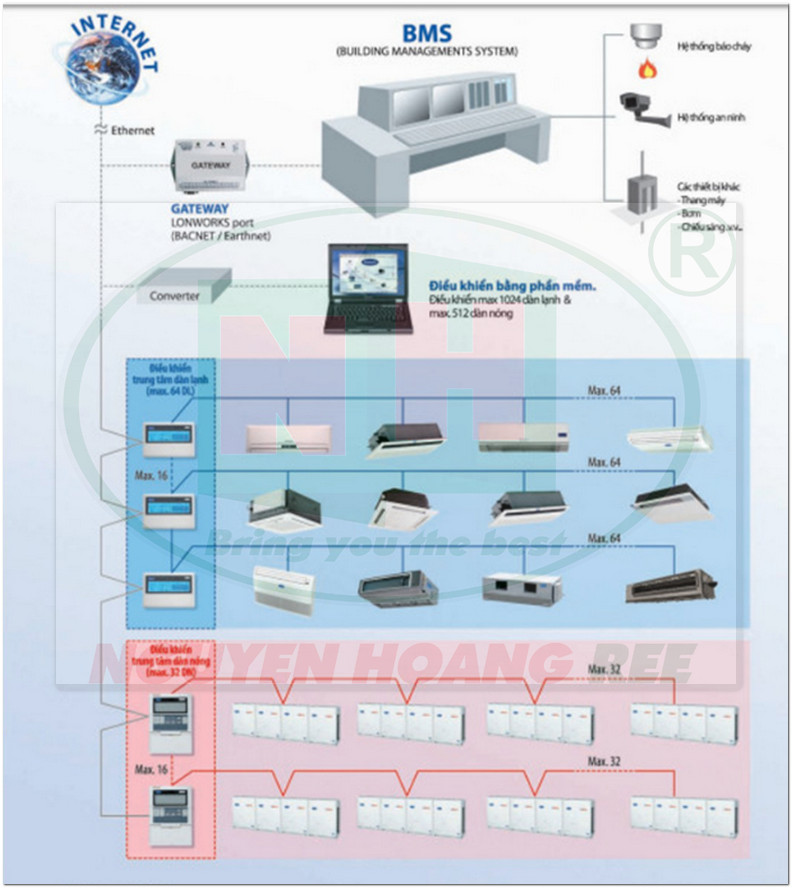 INTERNET
BMS
(BUILDING MANAGEMENTS SYSTEM)
Hệ thống báo cháy
Ethernet
Hệ thống an ninh
GATEWAY
Các thiết bị khác
- Thang máy
- Bơm
- Chiếu sáng .vv..
GATEWAY
LONWORKS port
(BACNET / Earthnet)
®
Converter
Điều khiển bằng phần mềm.
Điều khiển max 1024 dàn lạnh &
max. 512 dàn nóng
NH
Điều khiển
trung tâm dàn lạnh
(max. 64 DL)
Max. 64
Max. 16
Max. 64
Bring you the best
Max. 64
Điều khiển
trung tâm dàn nóng
(max. 32 DN)
NGUYEN HOANG REE
Max. 32
Max. 16
Max. 32